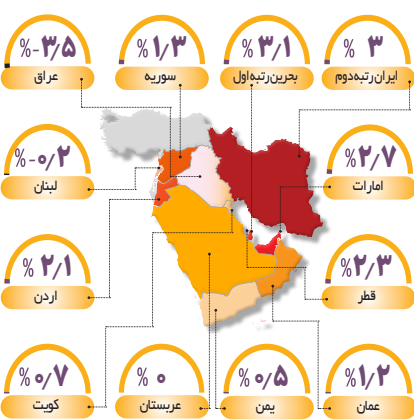 %۳
ایران رتبه دوم
%۳٫۱
بحرین رتبه اول
%۱٫۳
سوریه
%-۳٫۵
عراق
%۲٫۷
امارات
%-۰٫۲
لبنان
%۲٫۳
قطر
%۲٫۱
اردن
%۱٫۲
عمان
%۰٫۵
یمن
%۰
عربستان
%۰٫۷
کویت